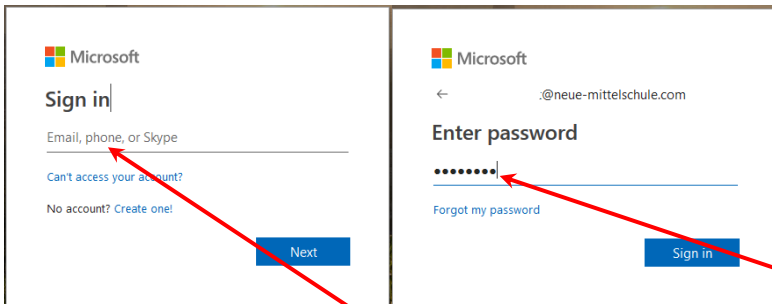 Microsoft
Sign in
Email, phone, or Skype
Can't access your account?
No account? Create one!
Next
Microsoft
:@neue-mittelschule.com
Enter password
Forgot my password
Sign in